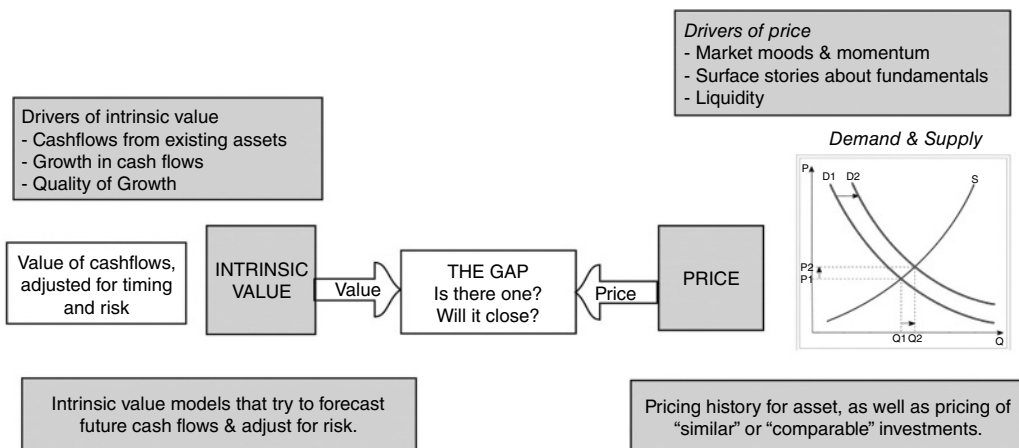 Drivers of price
- Market moods & momentum
- Surface stories about fundamentals
- Liquidity
Drivers of intrinsic value
- Cashflows from existing assets
- Growth in cash flows
- Quality of Growth
Demand & Supply
P
D1 D2
S
P2
P1
Q1 Q2
Q
Value of cashflows,
adjusted for timing
and risk
INTRINSIC
VALUE
Value
THE GAP
Is there one?
Will it close?
Price
PRICE
Intrinsic value models that try to forecast
future cash flows & adjust for risk.
Pricing history for asset, as well as pricing of
“similar” or “comparable” investments.